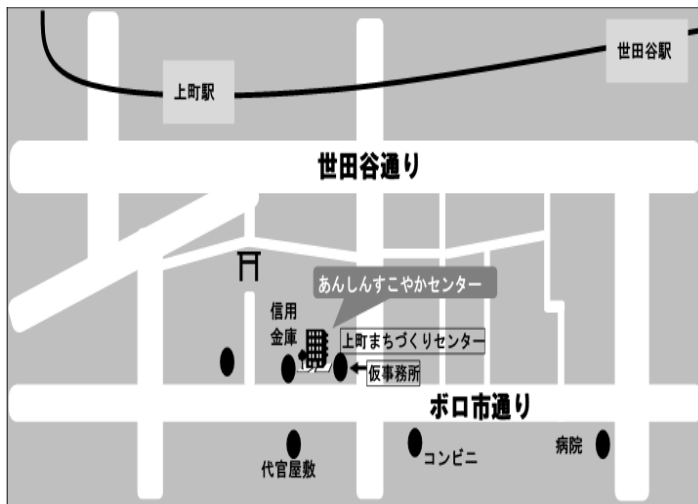 世田谷駅
上町駅
世田谷通り
あんしんすこやかセンター
信用
金庫
上町まちづくりセンター
仮事務所
ボロ市通り
代官屋敷
コンビニ
病院